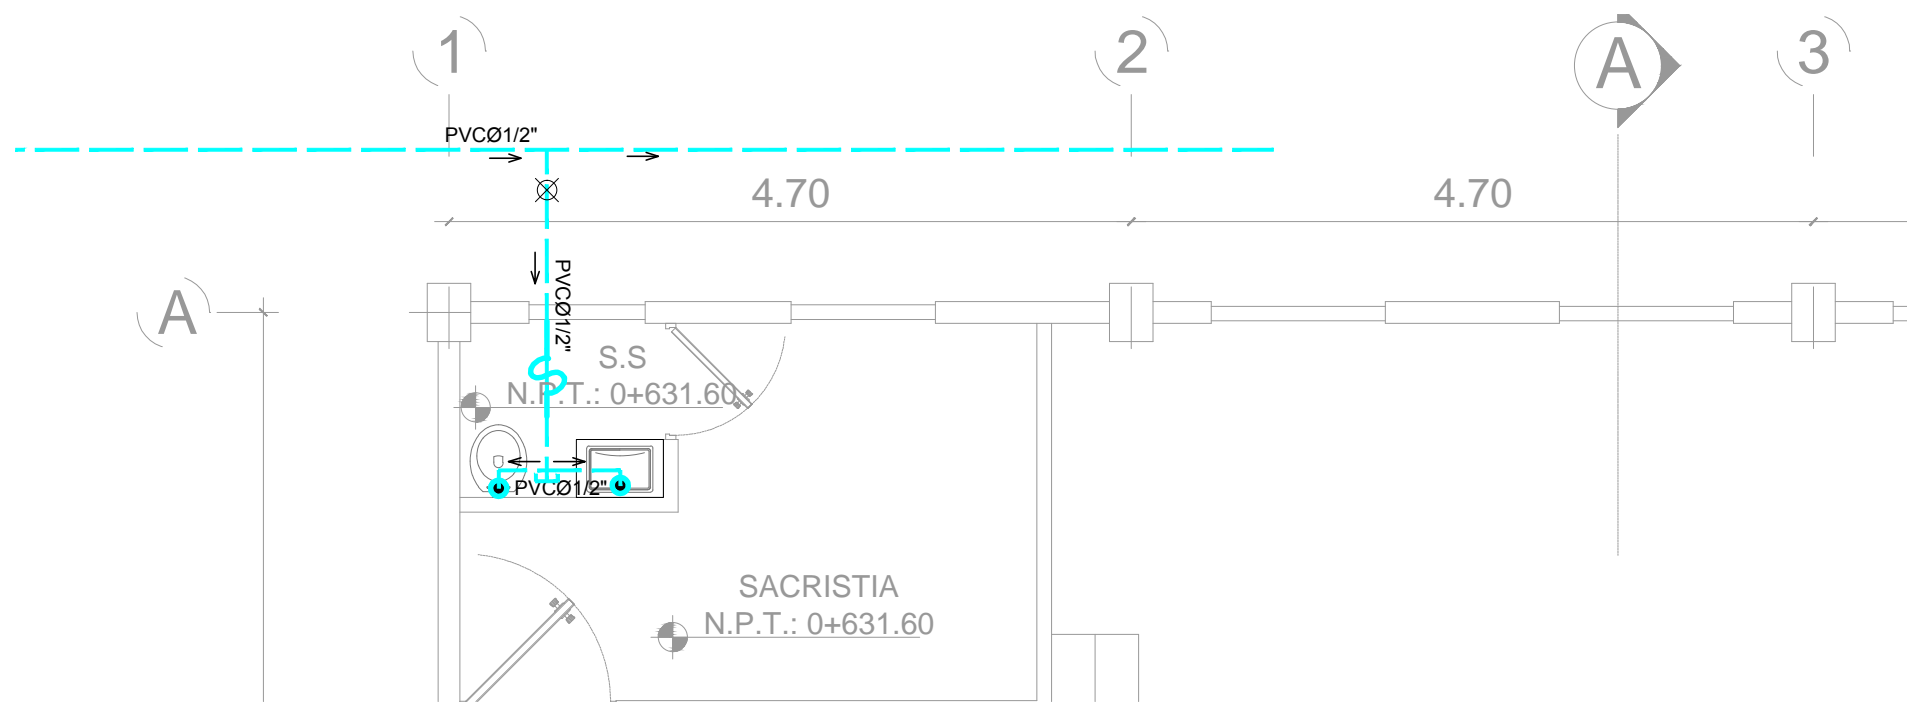 1
2
A
3
PVCØ1/2"
4.70
4.70
A
PVCØ1/2"
S.S
N.P.T.: 0+631.60
PVCØ1/2"
SACRISTIA
N.P.T.: 0+631.60